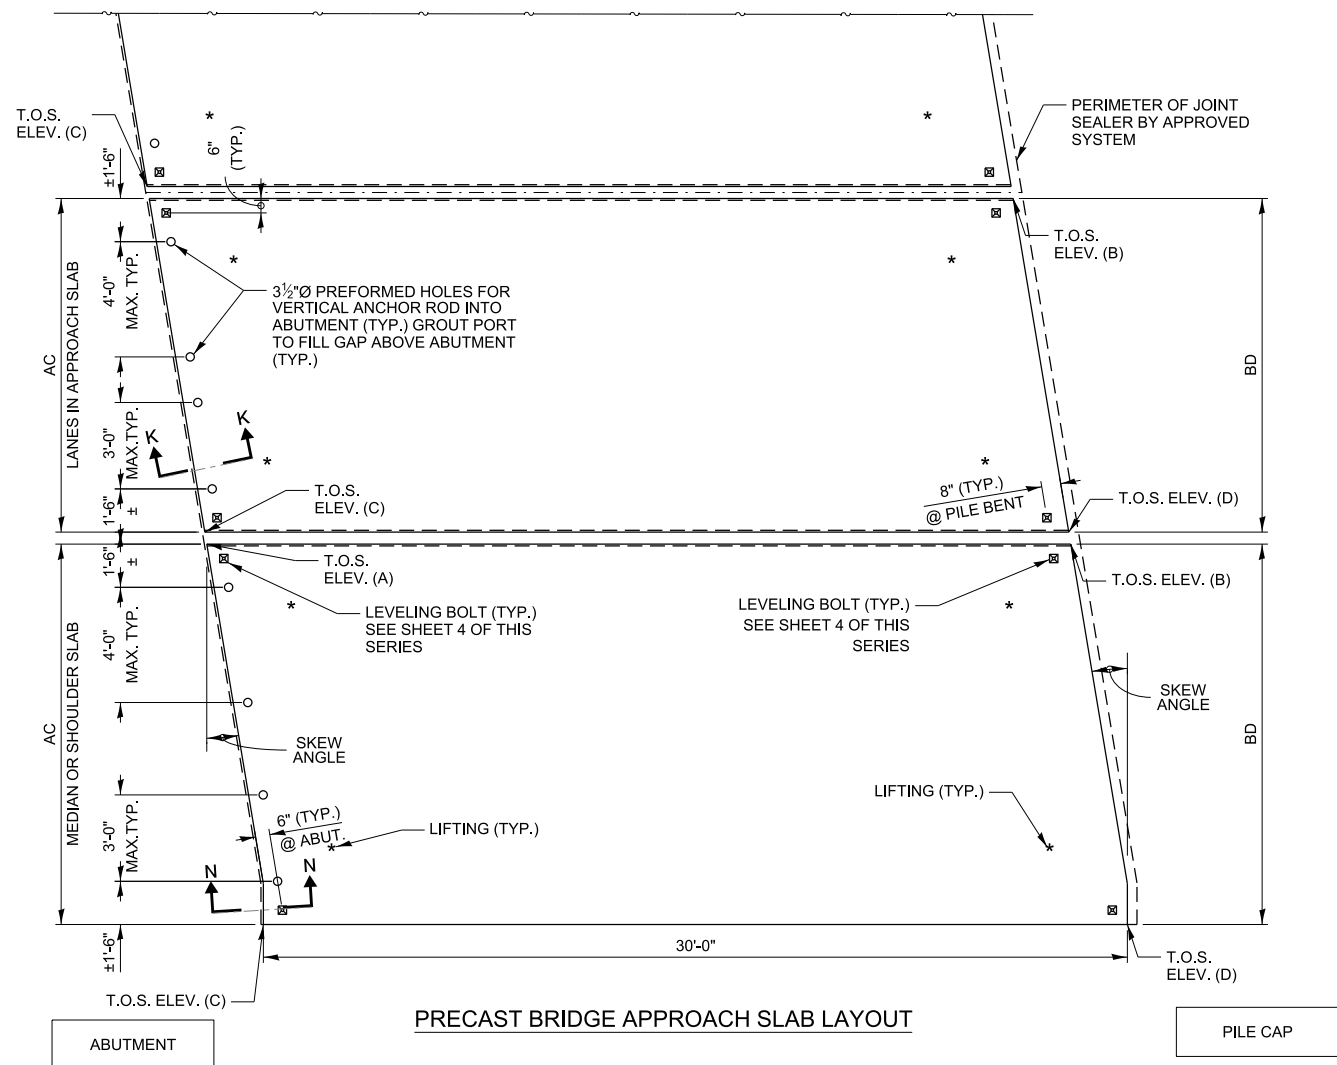 T.O.S.
ELEV. (C)
±1'-6"
6"
(TYP.)
PERIMETER OF JOINT
SEALER BY APPROVED
SYSTEM
T.O.S.
ELEV. (B)
AC
LANES IN APPROACH SLAB
4'-0"
MAX. TYP.
3½"Ø PREFORMED HOLES FOR
VERTICAL ANCHOR ROD INTO
ABUTMENT (TYP.) GROUT PORT
TO FILL GAP ABOVE ABUTMENT
(TYP.)
BD
3'-0"
MAX.TYP.
K
K
1'-6"
±
T.O.S.
ELEV. (C)
8" (TYP.)
@ PILE BENT
T.O.S. ELEV. (D)
1'-6"
±
T.O.S.
ELEV. (A)
T.O.S. ELEV. (B)
LEVELING BOLT (TYP.)
SEE SHEET 4 OF THIS
SERIES
LEVELING BOLT (TYP.)
SEE SHEET 4 OF THIS
SERIES
AC
MEDIAN OR SHOULDER SLAB
4'-0"
MAX. TYP.
SKEW
ANGLE
SKEW
ANGLE
BD
3'-0"
MAX.TYP.
6" (TYP.)
@ ABUT.
LIFTING (TYP.)
LIFTING (TYP.)
N
N
±1'-6"
30'-0"
T.O.S. ELEV. (C)
T.O.S.
ELEV. (D)
PRECAST BRIDGE APPROACH SLAB LAYOUT
ABUTMENT
PILE CAP